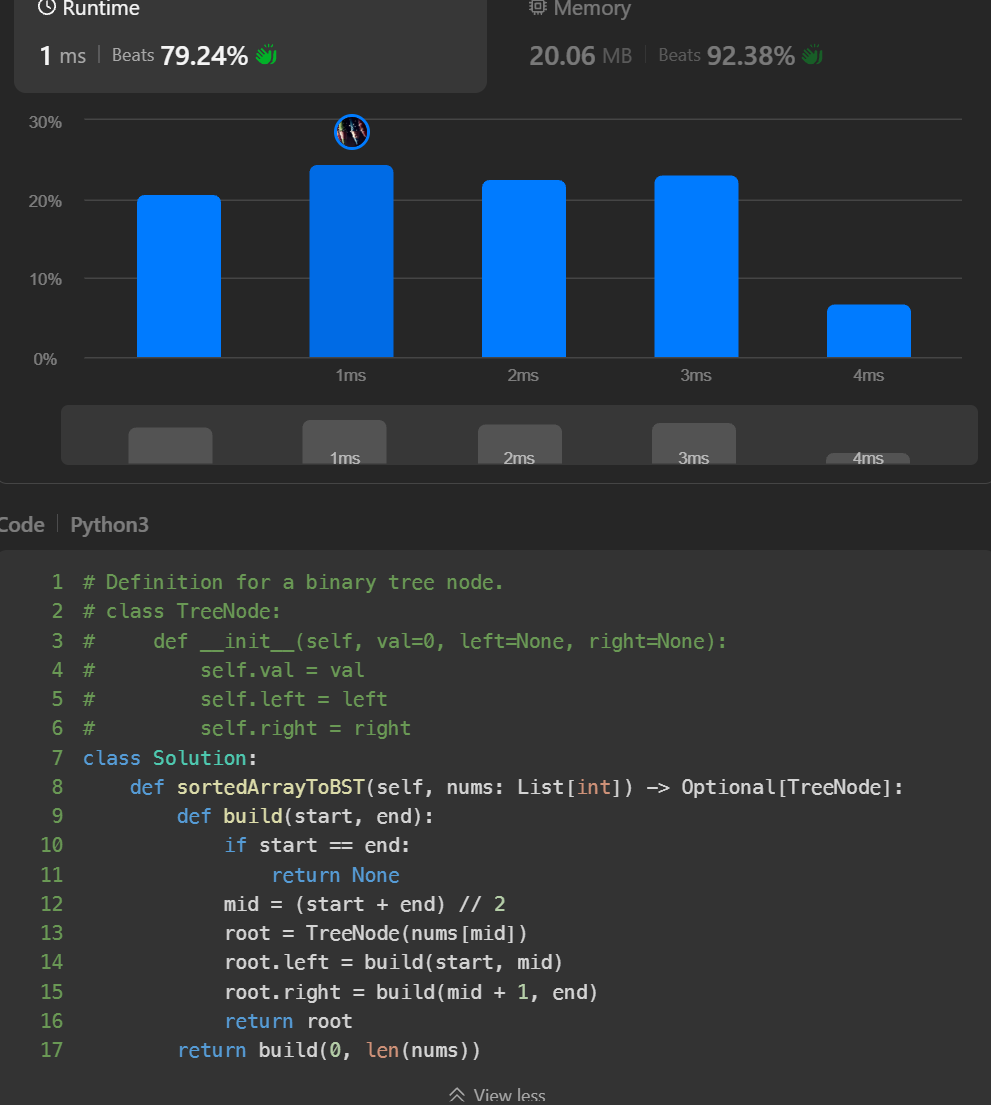 Runtime
Memory
1 ms | Beats 79.24%
20.06 MB | Beats 92.38%
30%
20%
10%
0%
1ms 2ms 3ms 4ms
1ms 2ms 3ms 4ms
Code | Python3
1 # Definition for a binary tree node.
2 # class TreeNode:
3 #     def __init__(self, val=0, left=None, right=None):
4 #         self.val = val
5 #         self.left = left
6 #         self.right = right
7 class Solution:
8     def sortedArrayToBST(self, nums: List[int]) -> Optional[TreeNode]:
9         def build(start, end):
10             if start == end:
11                 return None
12             mid = (start + end) // 2
13             root = TreeNode(nums[mid])
14             root.left = build(start, mid)
15             root.right = build(mid + 1, end)
16             return root
17         return build(0, len(nums))
View less